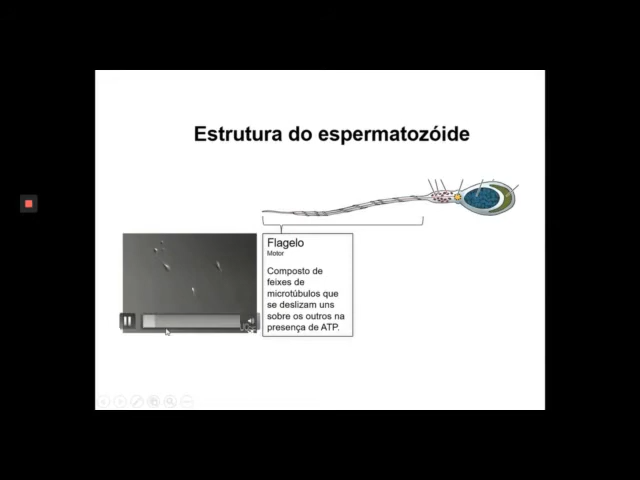 Estrutura do espermatozóide
Flagelo
Motor
Composto de
feixes de
microtúbulos que
se deslizam uns
sobre os outros na
presença de ATP.